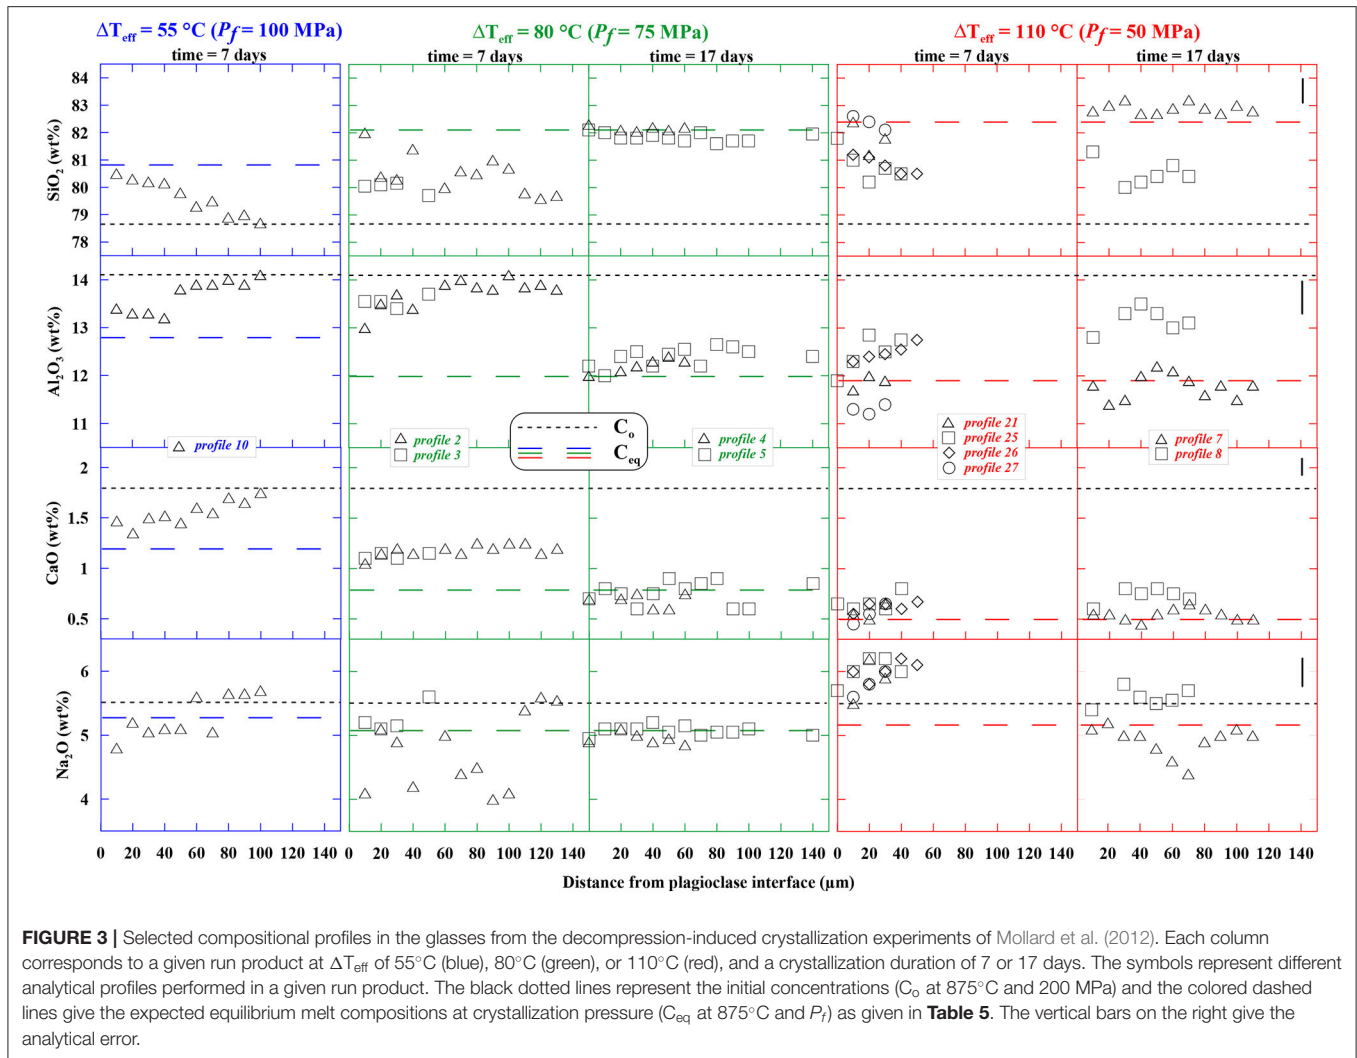 ΔTeff = 55 °C (Pf = 100 MPa)
time = 7 days
ΔTeff = 80 °C (Pf = 75 MPa)
time = 7 days
time = 17 days
ΔTeff = 110 °C (Pf = 50 MPa)
time = 7 days
time = 17 days
SiO2 (wt%)
84
83
82
81
80
79
78
Al2O3 (wt%)
14
13
12
11
CaO (wt%)
2
1.5
1
0.5
Na2O (wt%)
6
5
4
profile 10
profile 2
profile 3
Co
Ceq
profile 4
profile 5
profile 21
profile 25
profile 26
profile 27
profile 7
profile 8
0 20 40 60 80 100 120 140
0 20 40 60 80 100 120 140
20 40 60 80 100 120 140
0 20 40 60 80 100 120 140
20 40 60 80 100 120 140
Distance from plagioclase interface (µm)
FIGURE 3 | Selected compositional profiles in the glasses from the decompression-induced crystallization experiments of Mollard et al. (2012). Each column
corresponds to a given run product at ΔTeff of 55°C (blue), 80°C (green), or 110°C (red), and a crystallization duration of 7 or 17 days. The symbols represent different
analytical profiles performed in a given run product. The black dotted lines represent the initial concentrations (Co at 875°C and 200 MPa) and the colored dashed
lines give the expected equilibrium melt compositions at crystallization pressure (Ceq at 875°C and Pf) as given in Table 5. The vertical bars on the right give the
analytical error.